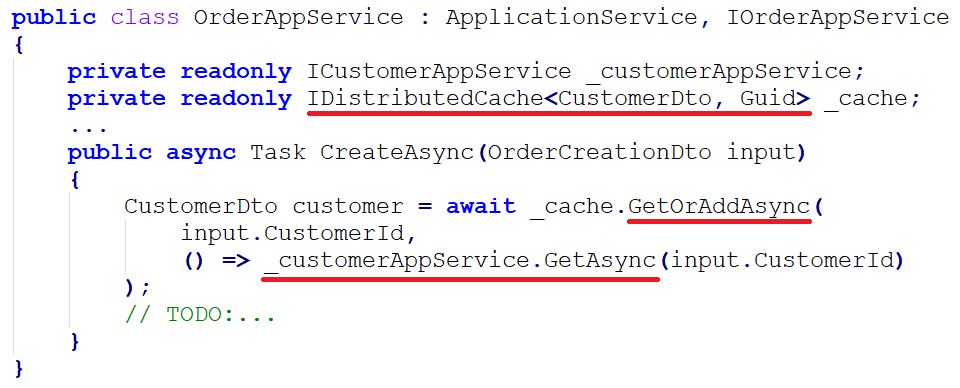 public class OrderAppService : ApplicationService, IOrderAppService
{
    private readonly ICustomerAppService _customerAppService;
    private readonly IDistributedCache<CustomerDto, Guid> _cache;
    ...
    public async Task CreateAsync(OrderCreationDto input)
    {
        CustomerDto customer = await _cache.GetOrAddAsync(
            input.CustomerId,
            () => _customerAppService.GetAsync(input.CustomerId)
        );
        // TODO:...
    }
}